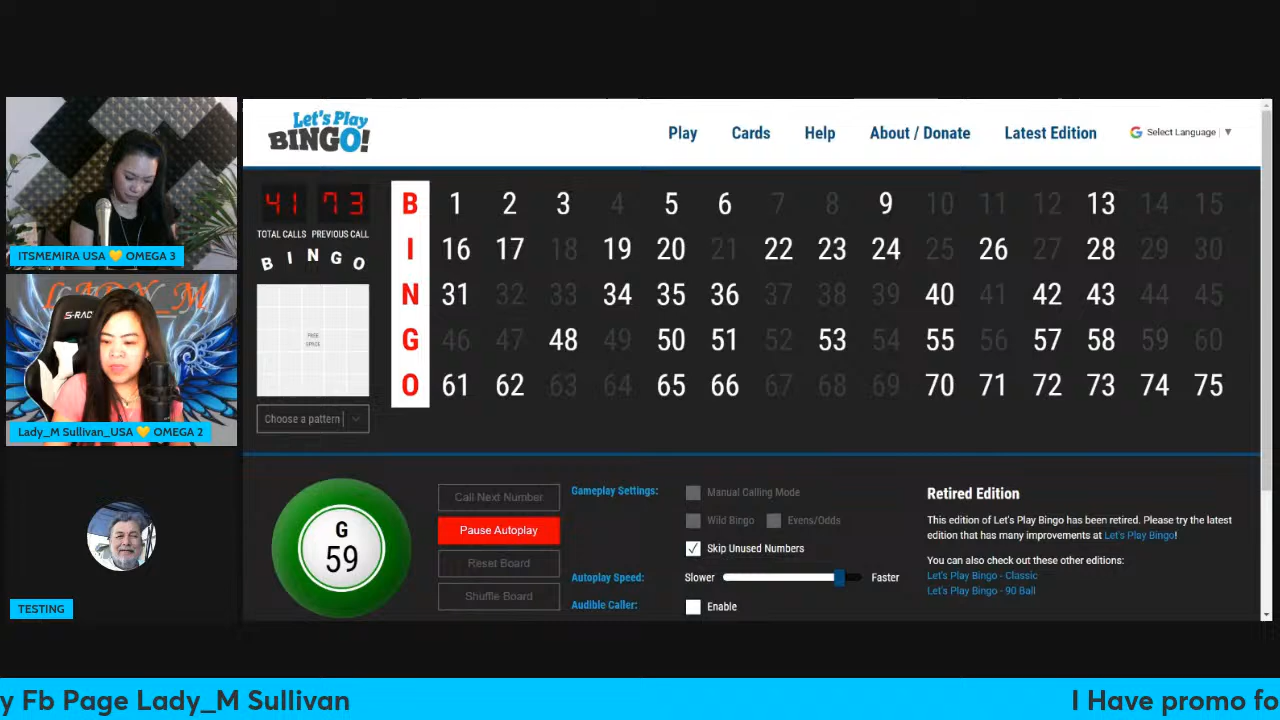 ITSMEMIRA USA 💛 OMEGA 3
LADY_M
S-RAC
Lady_M Sullivan_USA 💛 OMEGA 2
TESTING
Let's Play
BINGO!
Play Cards Help About / Donate Latest Edition Select Language ▼
41 73
TOTAL CALLS PREVIOUS CALL
B I N G O
FREE
SPACE
Choose a pattern
B 1 2 3 4 5 6 7 8 9 10 11 12 13 14 15
I 16 17 18 19 20 21 22 23 24 25 26 27 28 29 30
N 31 32 33 34 35 36 37 38 39 40 41 42 43 44 45
G 46 47 48 49 50 51 52 53 54 55 56 57 58 59 60
O 61 62 63 64 65 66 67 68 69 70 71 72 73 74 75
G
59
Call Next Number
Pause Autoplay
Reset Board
Shuffle Board
Gameplay Settings:
Manual Calling Mode
Wild Bingo Evens/Odds
Skip Unused Numbers
Autoplay Speed: Slower Faster
Audible Caller: Enable
Retired Edition
This edition of Let's Play Bingo has been retired. Please try the latest
edition that has many improvements at Let's Play Bingo!
You can also check out these other editions:
Let's Play Bingo - Classic
Let's Play Bingo - 90 Ball
y Fb Page Lady_M Sullivan I Have promo fo